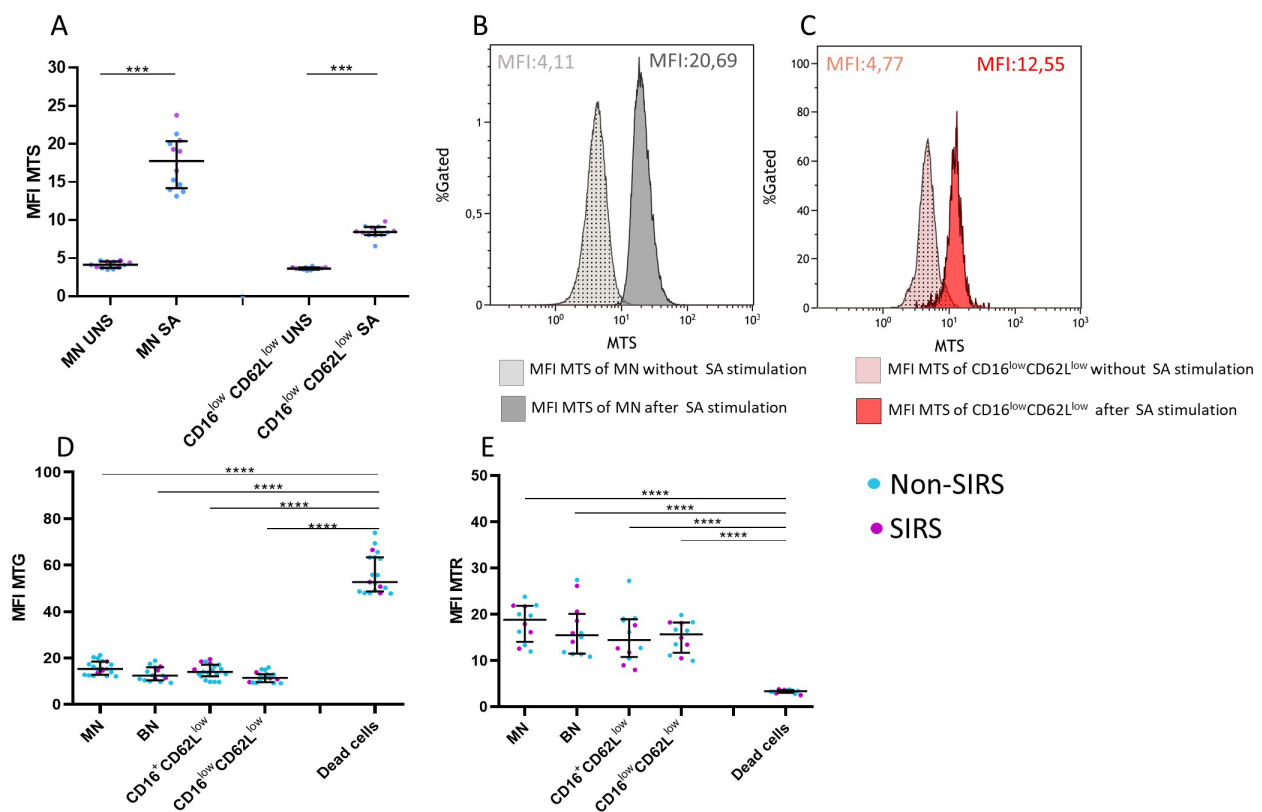 A
MFI MTS
30
25
20
15
10
5
0
***
***
MN UNS
MN SA
CD16low CD62Llow UNS
CD16low CD62Llow SA
B
MFI:4,11
MFI:20,69
%Gated
1
0,5
0
10⁰
10¹
10²
10³
MTS
MFI MTS of MN without SA stimulation
MFI MTS of MN after SA stimulation
C
MFI:4,77
MFI:12,55
%Gated
100
80
60
40
20
0
10⁰
10¹
10²
10³
MTS
MFI MTS of CD16lowCD62Llow without SA stimulation
MFI MTS of CD16lowCD62Llow after SA stimulation
D
MFI MTG
100
80
60
40
20
0
****
****
****
****
MN
BN
CD16+ CD62Llow
CD16lowCD62Llow
Dead cells
E
MFI MTR
50
40
30
20
10
0
****
****
****
****
MN
BN
CD16+ CD62Llow
CD16lowCD62Llow
Dead cells
Non-SIRS
SIRS